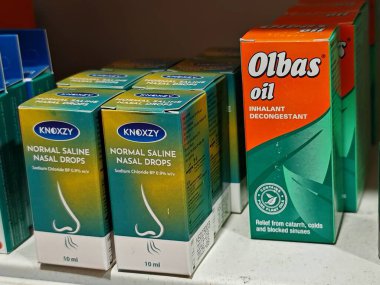 KNOXZY
NORMAL SALINE
NASAL DROPS
Sodium Chloride BP 0.9% w/v
10 ml
KNOXZY
NORMAL SALINE
NASAL DROPS
Sodium Chloride BP 0.9% w/v
10 ml
Olbas®
oil
INHALANT
DECONGESTANT
Relief from catarrh, colds
and blocked sinuses